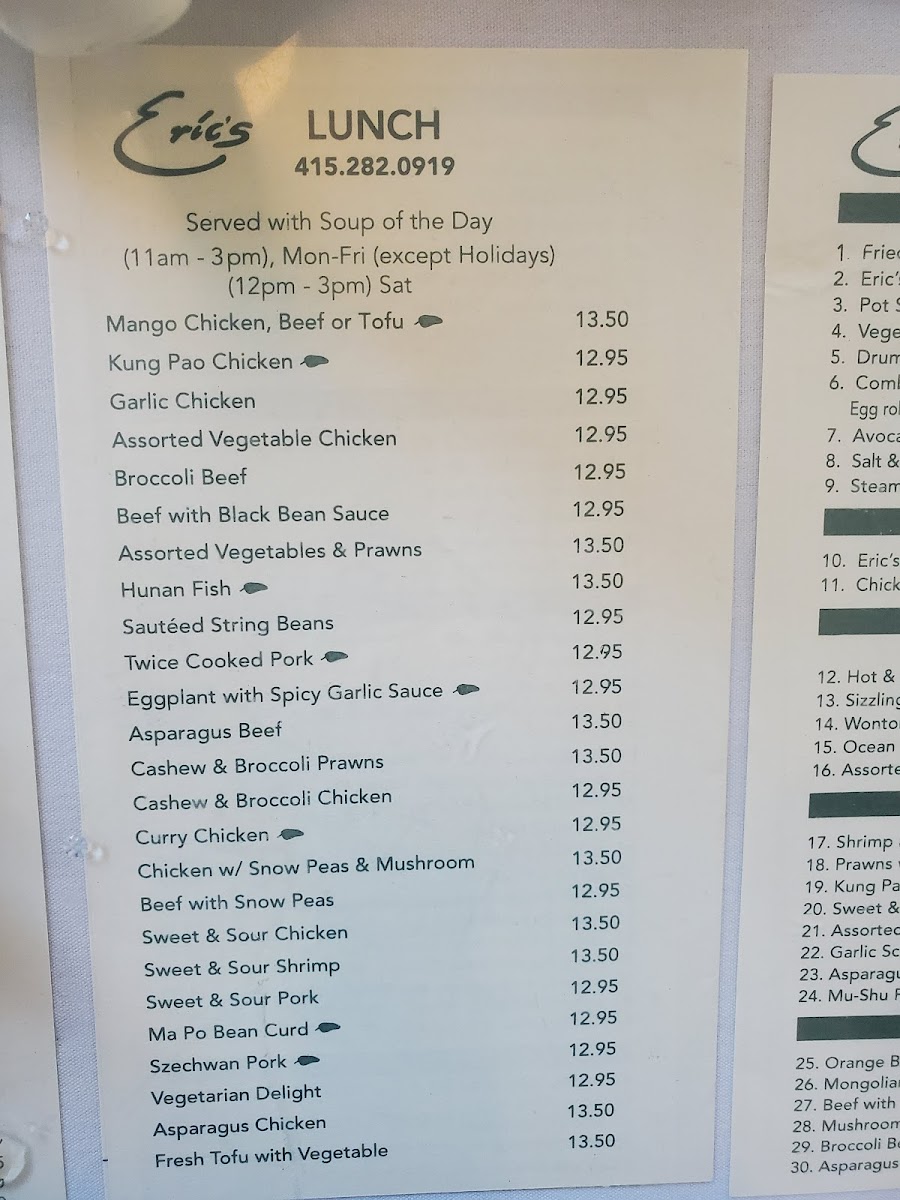 Eric's LUNCH
415.282.0919
Served with Soup of the Day
(11am - 3pm), Mon-Fri (except Holidays)
(12pm - 3pm) Sat
Mango Chicken, Beef or Tofu 13.50
Kung Pao Chicken 12.95
Garlic Chicken 12.95
Assorted Vegetable Chicken 12.95
Broccoli Beef 12.95
Beef with Black Bean Sauce 12.95
Assorted Vegetables & Prawns 13.50
Hunan Fish 13.50
Sautéed String Beans 12.95
Twice Cooked Pork 12.95
Eggplant with Spicy Garlic Sauce 12.95
Asparagus Beef 13.50
Cashew & Broccoli Prawns 13.50
Cashew & Broccoli Chicken 12.95
Curry Chicken 12.95
Chicken w/ Snow Peas & Mushroom 13.50
Beef with Snow Peas 12.95
Sweet & Sour Chicken 13.50
Sweet & Sour Shrimp 13.50
Sweet & Sour Pork 12.95
Ma Po Bean Curd 12.95
Szechwan Pork 12.95
Vegetarian Delight 12.95
Asparagus Chicken 13.50
Fresh Tofu with Vegetable 13.50
1. Frie
2. Eric's
3. Pot S
4. Vege
5. Drum
6. Comb
Egg rol
7. Avoca
8. Salt &
9. Steam
10. Eric's
11. Chick
12. Hot &
13. Sizzling
14. Wonto
15. Ocean
16. Assorte
17. Shrimp
18. Prawns
19. Kung Pa
20. Sweet &
21. Assorted
22. Garlic Sc
23. Asparagu
24. Mu-Shu
25. Orange B
26. Mongolia
27. Beef with
28. Mushroom
29. Broccoli Be
30. Asparagus